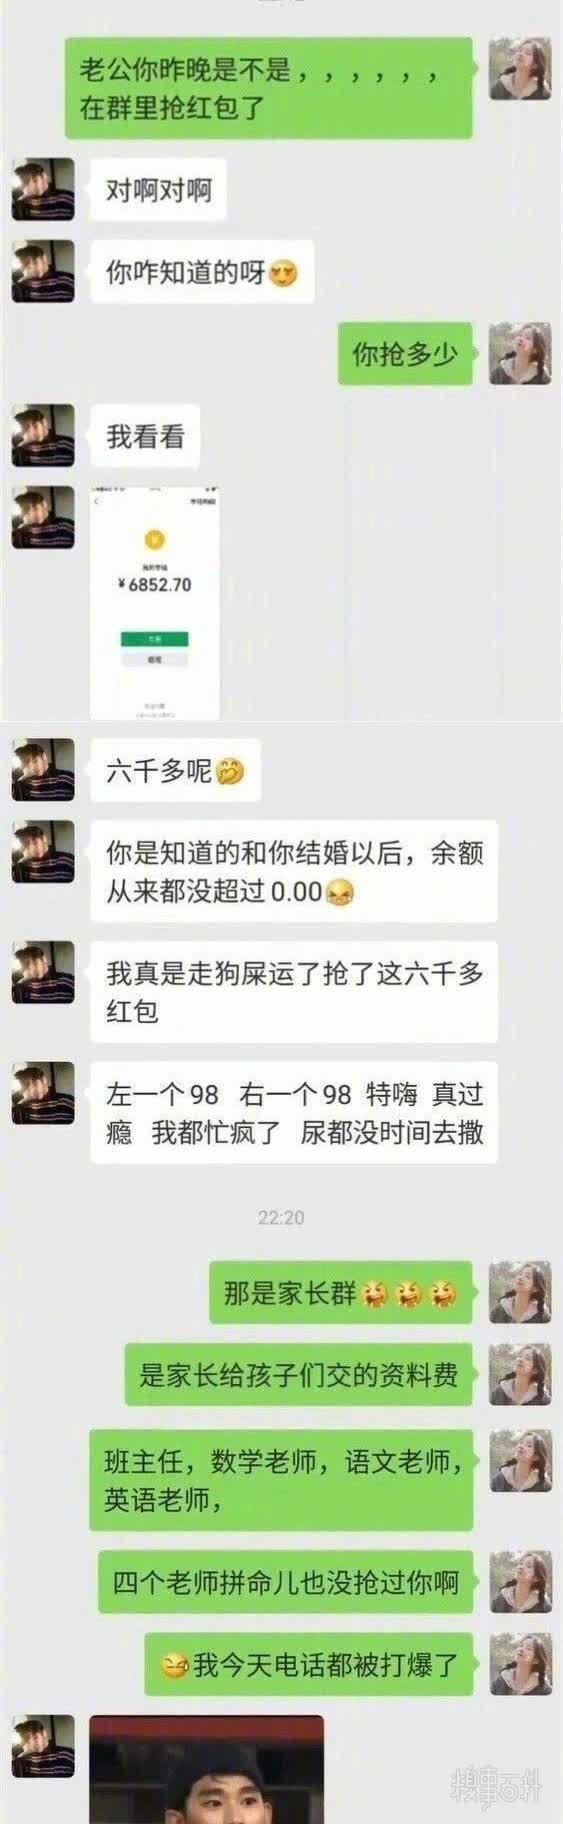 老公你昨晚是不是，，，，，，
在群里抢红包了
对啊对啊
你咋知道的呀
你抢多少
我看看
¥6852.70
六千多呢
你是知道的和你结婚以后，余额
从来都没超过0.00
我真是走狗屎运了抢了这六千多
红包
左一个98 右一个98 特嗨 真过
瘾 我都忙疯了 尿都没时间去撒
22:20
那是家长群
是家长给孩子们交的资料费
班主任，数学老师，语文老师，
英语老师，
四个老师拼命儿也没抢过你啊
我今天电话都被打爆了
糗事百科